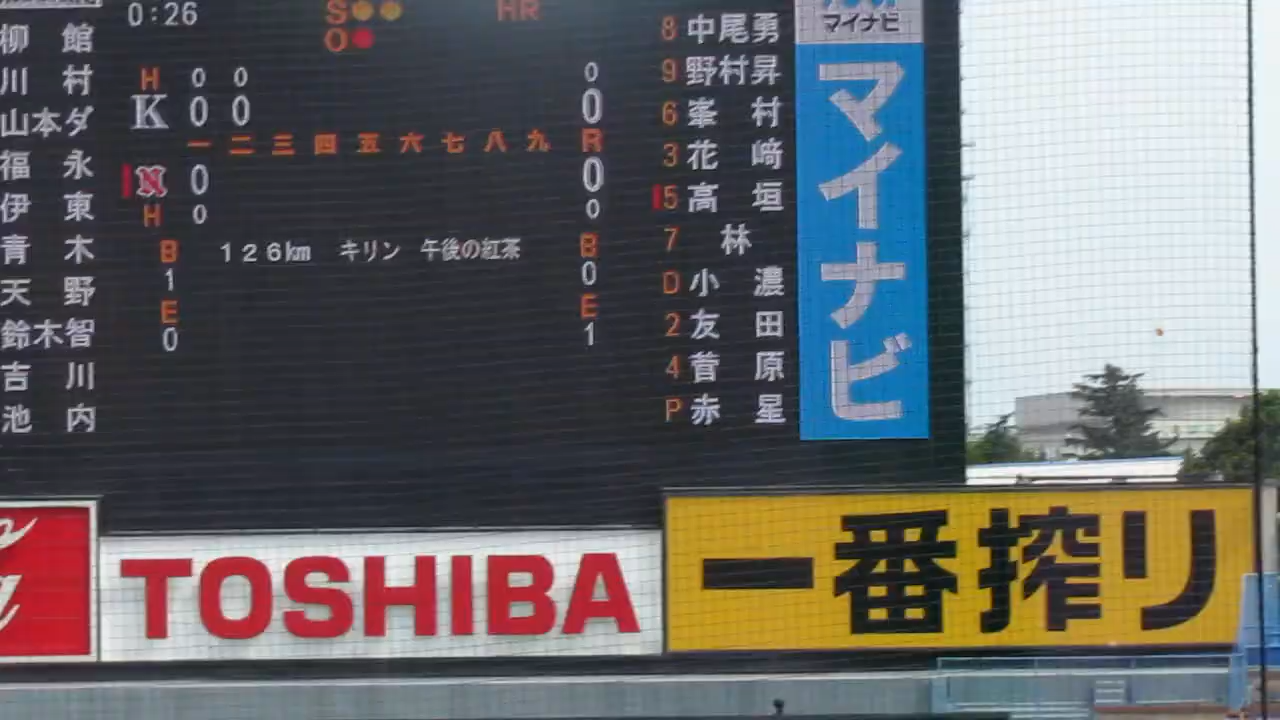 0:26
S
O
HR
柳 館
川 村
山本ダ
福 永
伊 東
青 木
天 野
鈴木智
吉 川
池 内
H 0 0 0
K 0 0 0
一 二 三 四 五 六 七 八 九 R
N 0 0
H 0 0
B 126km キリン 午後の紅茶 B
1 0
E E
0 1
8 中尾勇
9 野村昇
6 峯 村
3 花 﨑
5 高 垣
7 林
D 小 濃
2 友 田
4 菅 原
P 赤 星
マイナビ
マイナビ
TOSHIBA
一番搾り